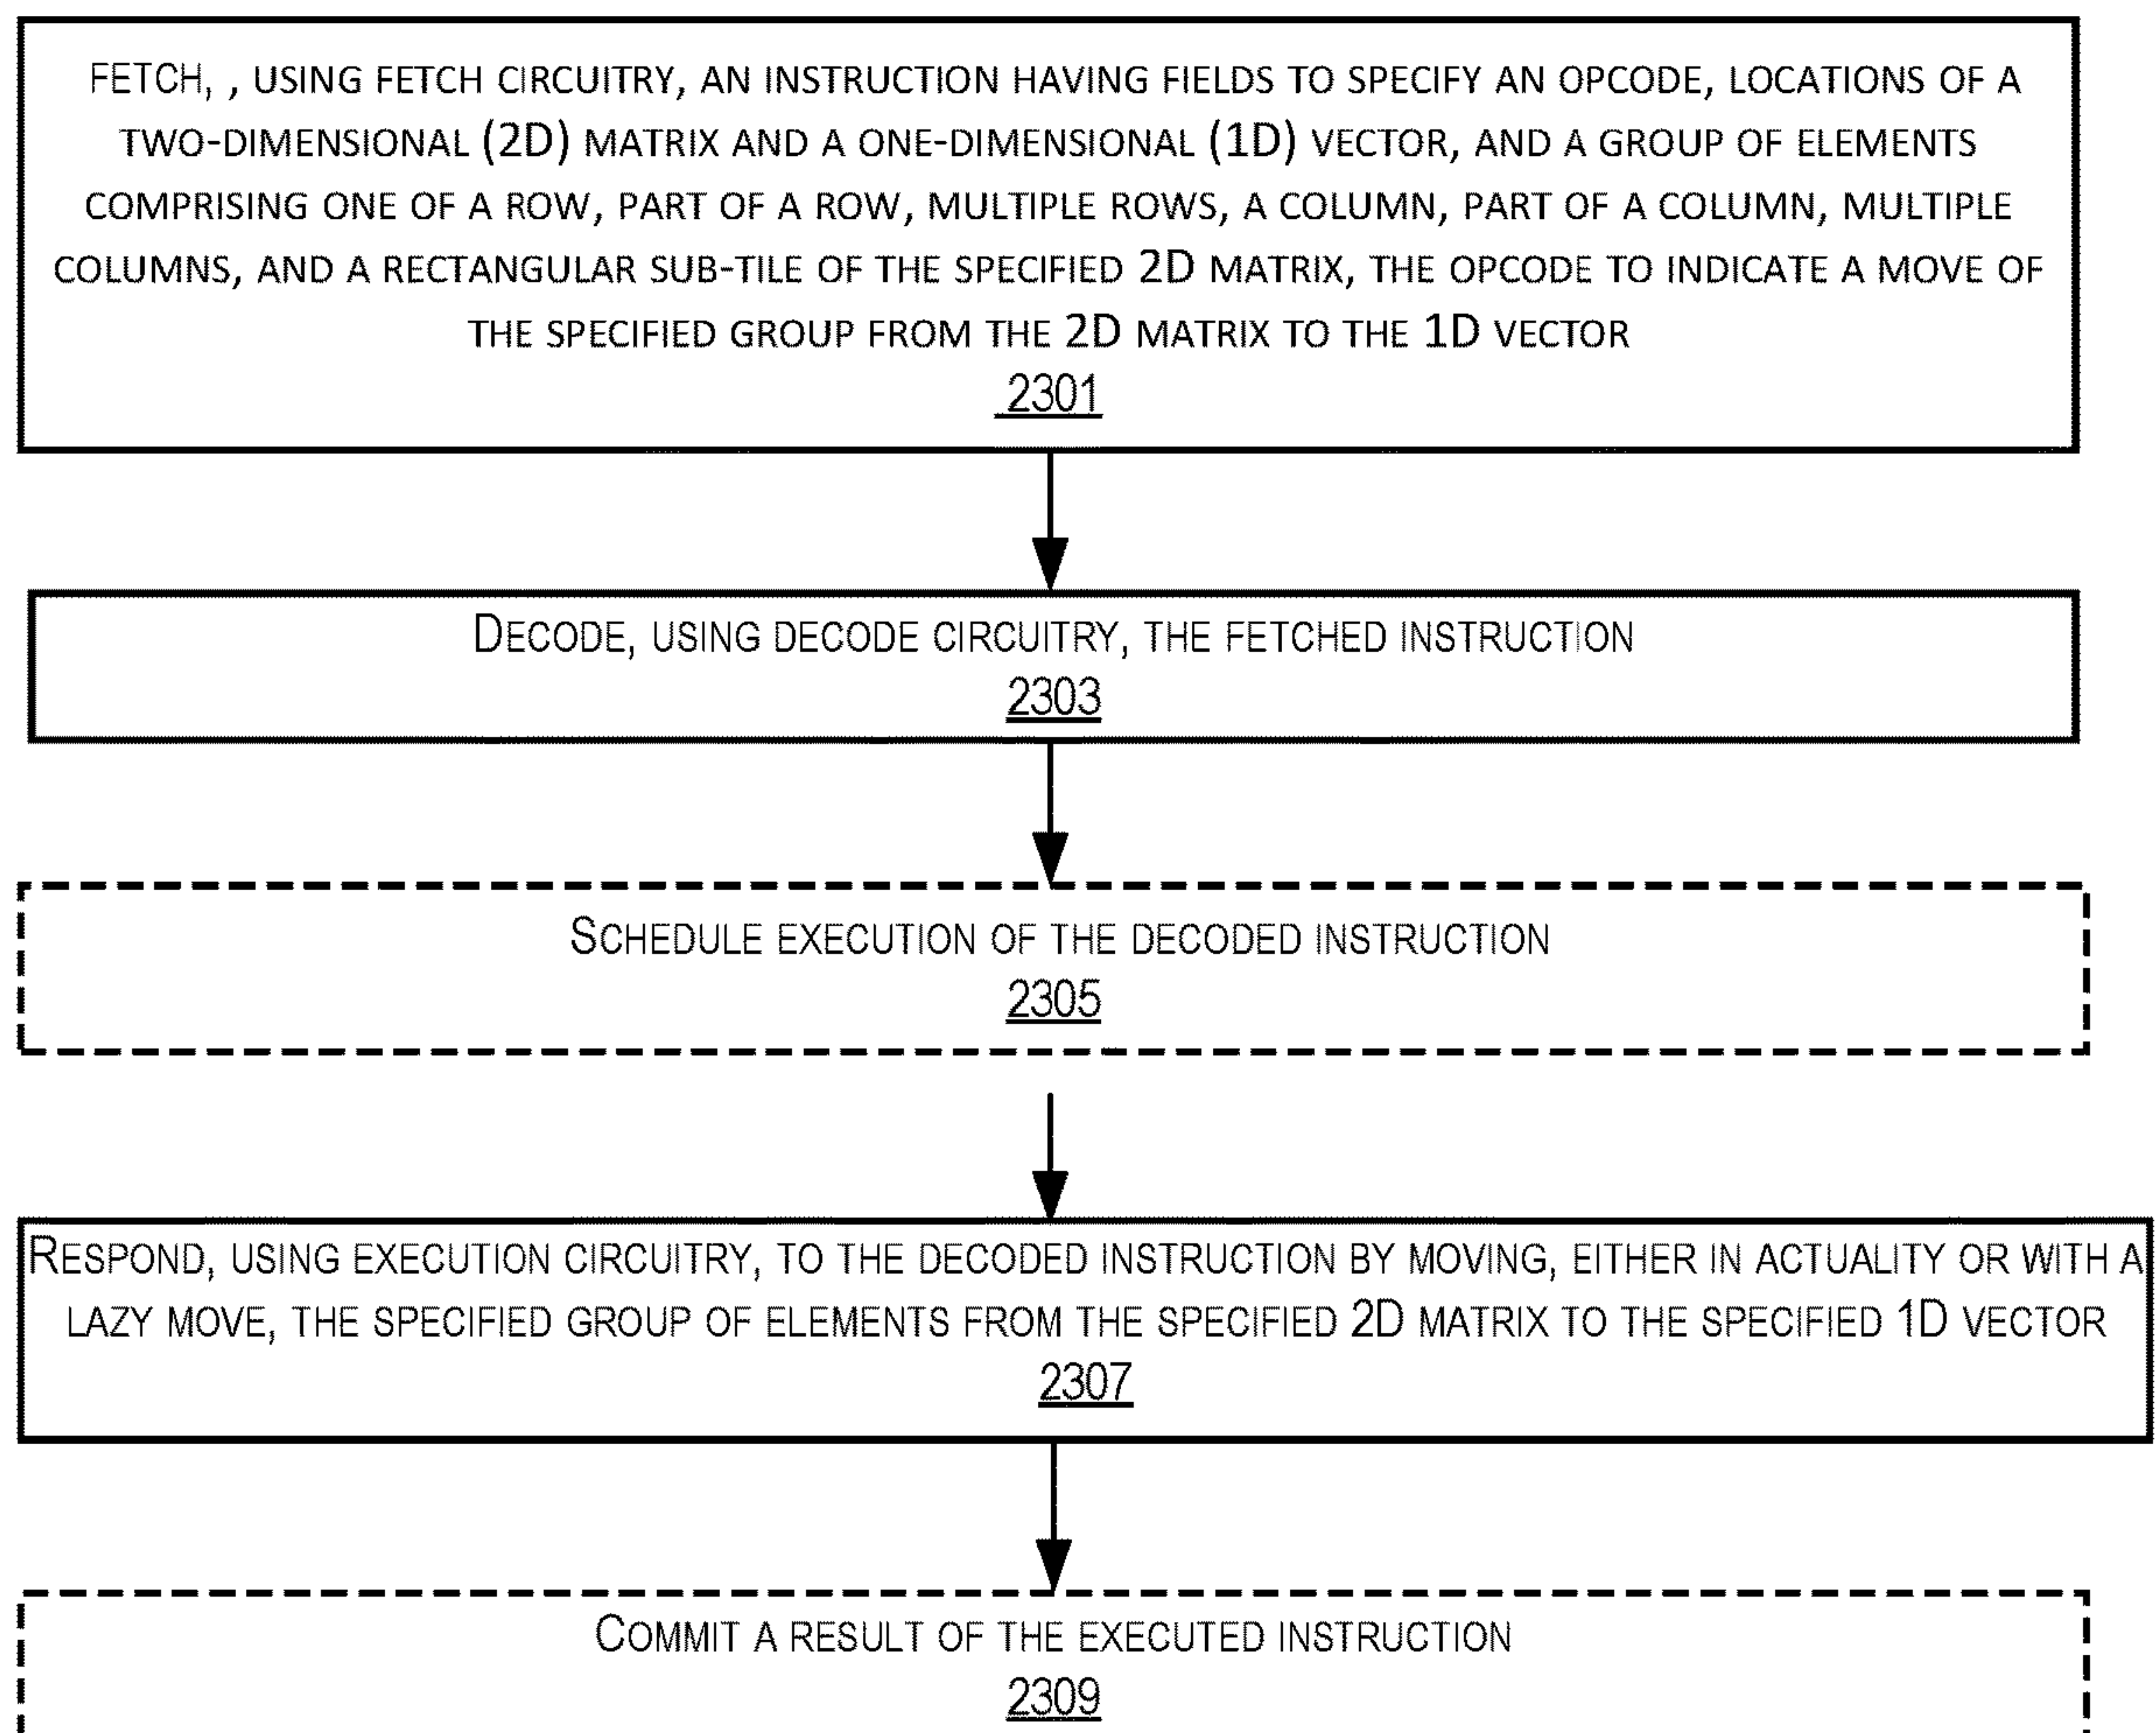 FETCH, , USING FETCH CIRCUITRY, AN INSTRUCTION HAVING FIELDS TO SPECIFY AN OPCODE, LOCATIONS OF A
TWO-DIMENSIONAL (2D) MATRIX AND A ONE-DIMENSIONAL (1D) VECTOR, AND A GROUP OF ELEMENTS
COMPRISING ONE OF A ROW, PART OF A ROW, MULTIPLE ROWS, A COLUMN, PART OF A COLUMN, MULTIPLE
COLUMNS, AND A RECTANGULAR SUB-TILE OF THE SPECIFIED 2D MATRIX, THE OPCODE TO INDICATE A MOVE OF
THE SPECIFIED GROUP FROM THE 2D MATRIX TO THE 1D VECTOR
2301
DECODE, USING DECODE CIRCUITRY, THE FETCHED INSTRUCTION
2303
SCHEDULE EXECUTION OF THE DECODED INSTRUCTION
2305
RESPOND, USING EXECUTION CIRCUITRY, TO THE DECODED INSTRUCTION BY MOVING, EITHER IN ACTUALITY OR WITH A
LAZY MOVE, THE SPECIFIED GROUP OF ELEMENTS FROM THE SPECIFIED 2D MATRIX TO THE SPECIFIED 1D VECTOR
2307
COMMIT A RESULT OF THE EXECUTED INSTRUCTION
2309